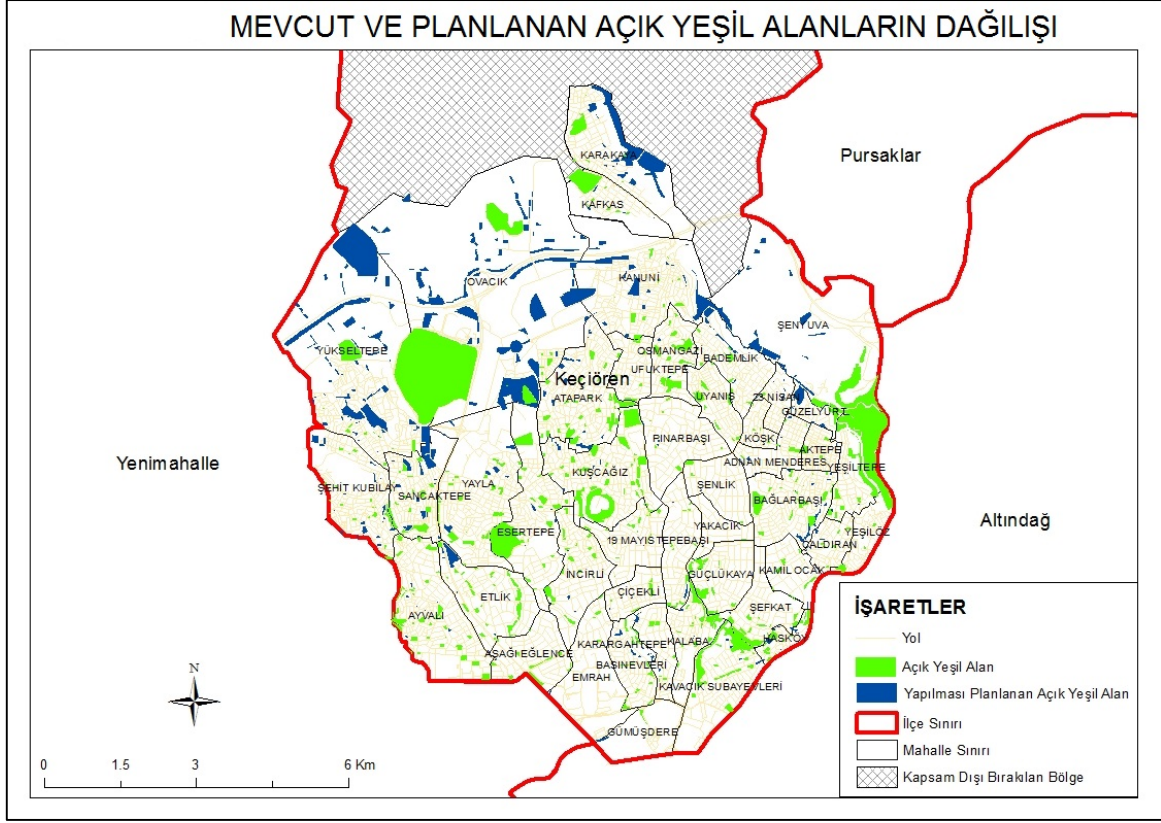 MEVCUT VE PLANLANAN AÇIK YEŞİL ALANLARIN DAĞILIŞI
Pursaklar
KARAKAYA
KAFKAS
OVACIK
KANUNİ
ŞENYUVA
YÜKSELTEPE
OSMANGAZİ
BADEMLİK
UFUKTEPE
Keçiören
ATAPARK
UYANIŞ
23 NİSAN
GÜZELYURT
PINARBAŞI
KÖŞK
AKTEPE
ADNAN MENDERES
YEŞİLTEPE
Yenimahalle
KUŞCAĞIZ
ŞEHİT KUBİLAY
SANCAKTEPE
YAYLA
ŞENLİK
BAĞLARBAŞI
Altındağ
ESERTEPE
YAKACIK
YEŞİLÖZ
19 MAYIS
TEPEBAŞI
ÇALDIRAN
İNCİRLİ
GÜÇLÜKAYA
KAMİL OCAK
ETLİK
ÇİÇEKLİ
ŞEFKAT
AYVALI
KARARGAHTEPE
KALABA
HASKÖY
AŞAĞI EĞLENCE
BASINEVLERİ
EMRAH
KAVACIK SUBAYEVLERİ
GÜMÜŞDERE
N
0 1.5 3 6 Km
İŞARETLER
Yol
Açık Yeşil Alan
Yapılması Planlanan Açık Yeşil Alan
İlçe Sınırı
Mahalle Sınırı
Kapsam Dışı Bırakılan Bölge